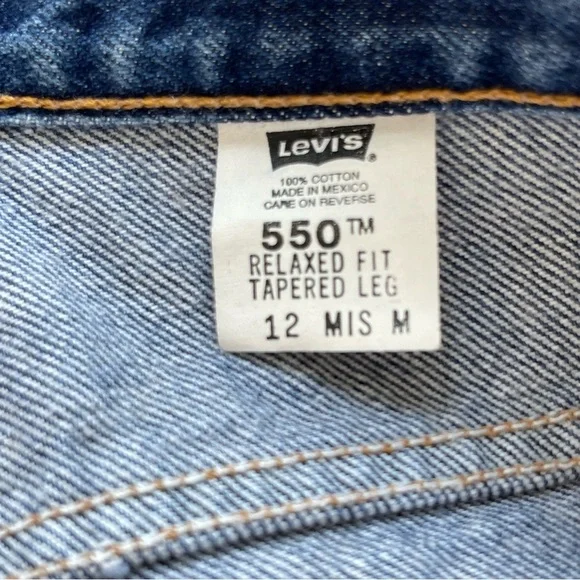 Levi's ®
100% COTTON
MADE IN MEXICO
CARE ON REVERSE
550™
RELAXED FIT
TAPERED LEG
12 MIS M